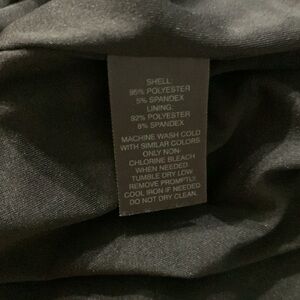 SHELL:
95% POLYESTER
5% SPANDEX
LINING:
92% POLYESTER
8% SPANDEX
MACHINE WASH COLD
WITH SIMILAR COLORS.
ONLY NON-
CHLORINE BLEACH
WHEN NEEDED.
TUMBLE DRY LOW.
REMOVE PROMPTLY.
COOL IRON IF NEEDED.
DO NOT DRY CLEAN.